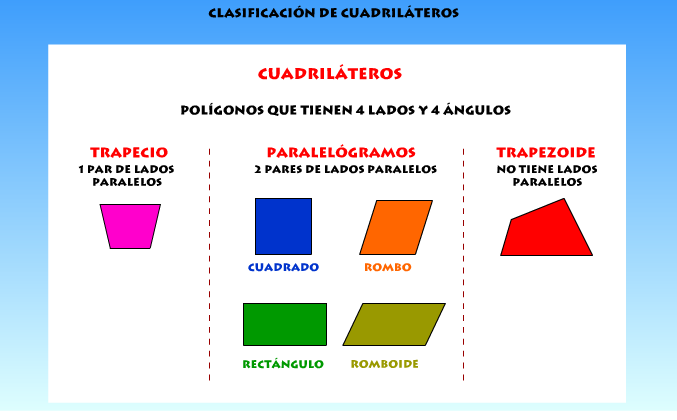 CLASIFICACIÓN DE CUADRILÁTEROS
CUADRILÁTEROS
POLÍGONOS QUE TIENEN 4 LADOS Y 4 ÁNGULOS
TRAPECIO
1 PAR DE LADOS
PARALELOS
PARALELÓGRAMOS
2 PARES DE LADOS PARALELOS
TRAPEZOIDE
NO TIENE LADOS
PARALELOS
CUADRADO
ROMBO
RECTÁNGULO
ROMBOIDE